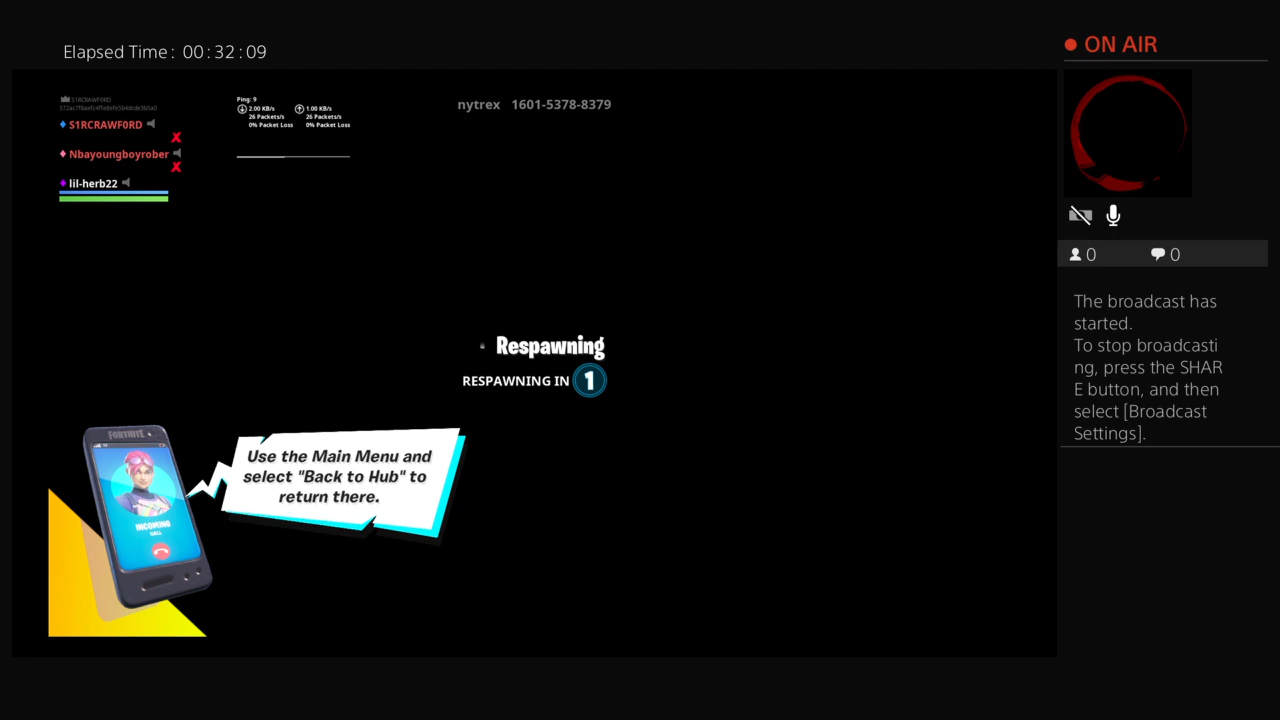 Elapsed Time: 00:32:09
ON AIR
S1RCRAWF0RD
Ping: 9
2.00 KB/s
1.00 KB/s
26 Packets/s
26 Packets/s
0% Packet Loss
0% Packet Loss
nytrex 1601-5378-8379
S1RCRAWF0RD
X
Nbayoungboyrober
X
lil-herb22
0
0
The broadcast has
started.
To stop broadcasti
ng, press the SHAR
E button, and then
select [Broadcast
Settings].
Respawning
RESPAWNING IN 1
FORTNITE
INCOMING
CALL
Use the Main Menu and
select "Back to Hub" to
return there.